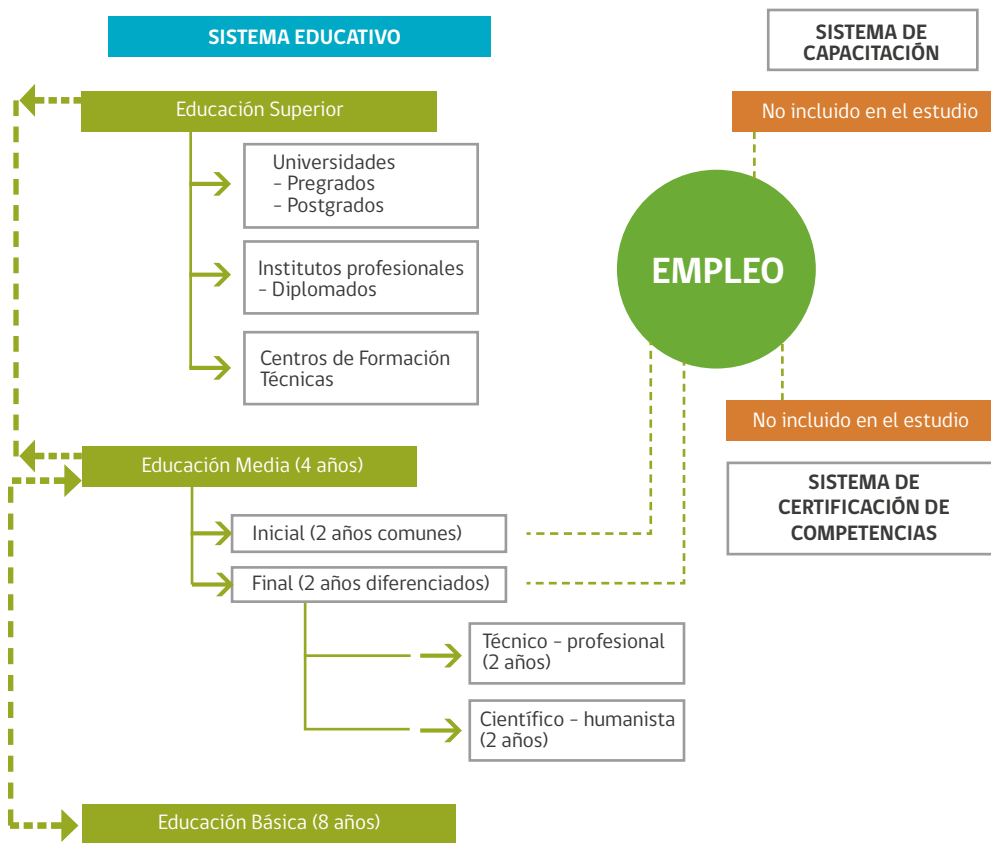 SISTEMA EDUCATIVO
Educación Superior
Universidades
– Pregrados
– Postgrados
Institutos profesionales
– Diplomados
Centros de Formación
Técnicas
Educación Media (4 años)
Inicial (2 años comunes)
Final (2 años diferenciados)
Técnico – profesional
(2 años)
Científico – humanista
(2 años)
Educación Básica (8 años)
SISTEMA DE
CAPACITACIÓN
No incluido en el estudio
EMPLEO
No incluido en el estudio
SISTEMA DE
CERTIFICACIÓN DE
COMPETENCIAS